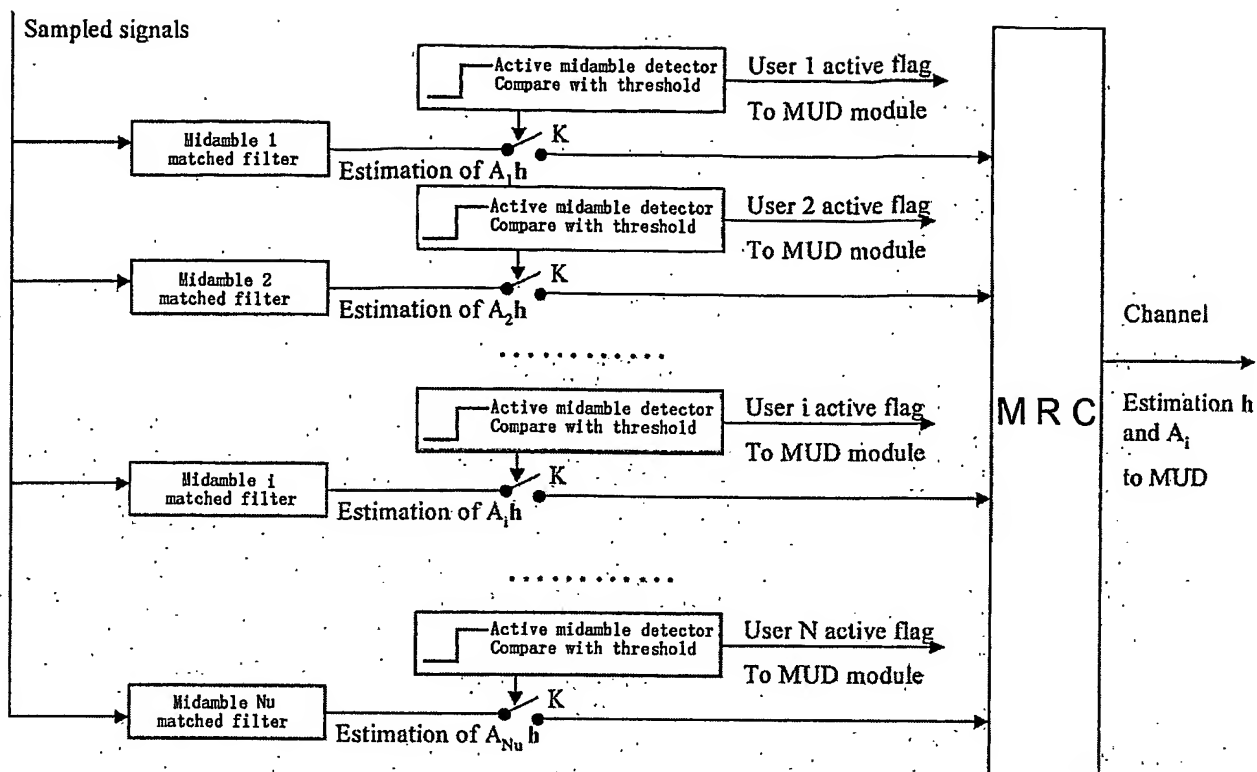 Sampled signals
Active midamble detector
Compare with threshold
User 1 active flag
To MUD module
Midamble 1
matched filter
K
Estimation of A1h
Active midamble detector
Compare with threshold
User 2 active flag
To MUD module
Midamble 2
matched filter
K
Estimation of A2h
............
Active midamble detector
Compare with threshold
User i active flag
To MUD module
Midamble i
matched filter
K
Estimation of Aih
............
Active midamble detector
Compare with threshold
User N active flag
To MUD module
Midamble Nu
matched filter
K
Estimation of ANu h
MRC
Channel
Estimation h
and Ai
to MUD